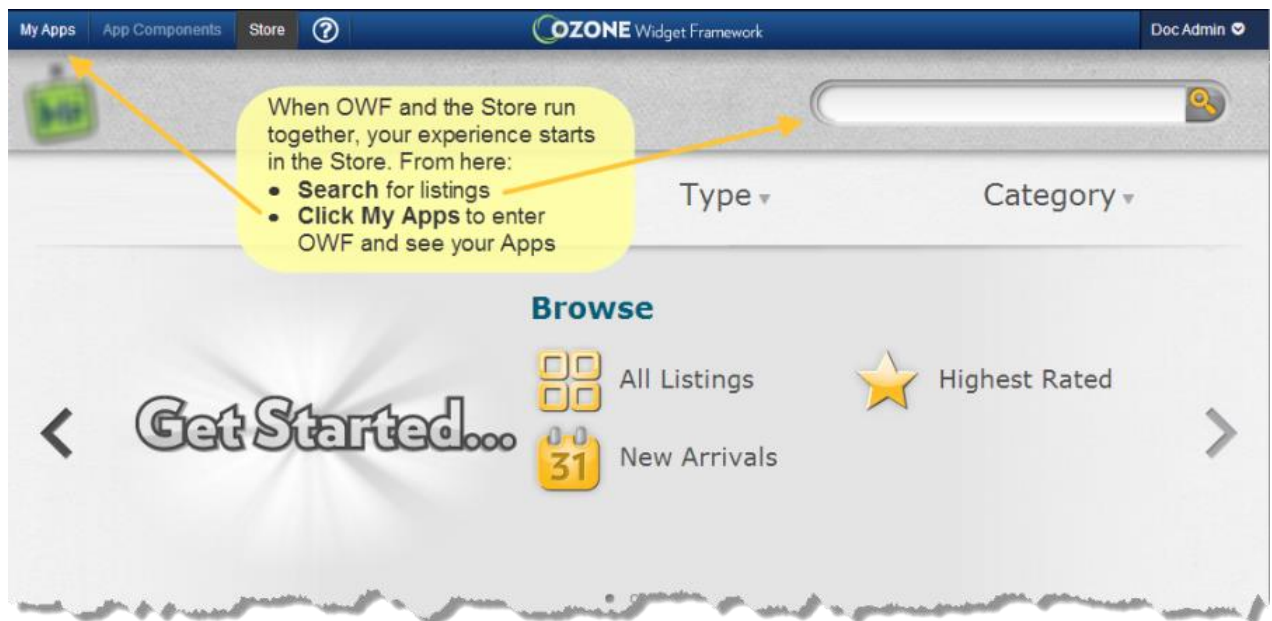 My Apps App Components Store ? OZONE Widget Framework Doc Admin
When OWF and the Store run
together, your experience starts
in the Store. From here:
• Search for listings
• Click My Apps to enter
OWF and see your Apps
Type Category
Browse
All Listings Highest Rated
Get Started...
31 New Arrivals